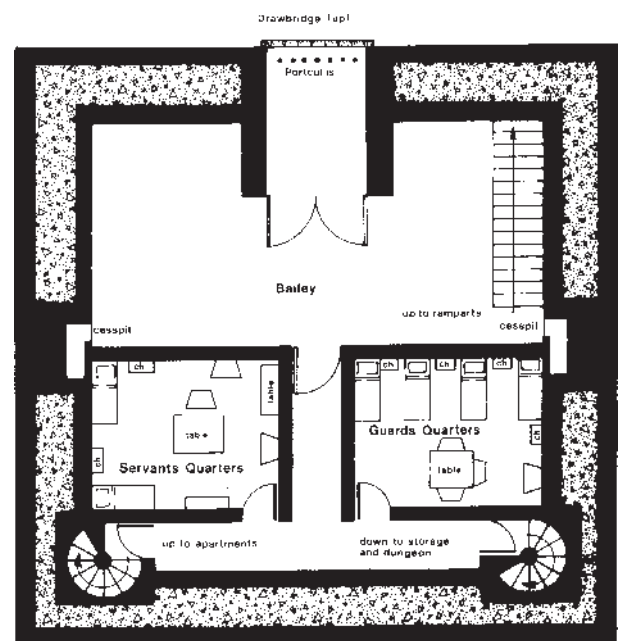 Drawbridge (up)
Portcullis
Bailey
up to ramparts
cesspit
cesspit
ch
ch
ch
ch
table
table
Guards Quarters
ch
Servants Quarters
ch
table
up to apartments
down to storage
and dungeon